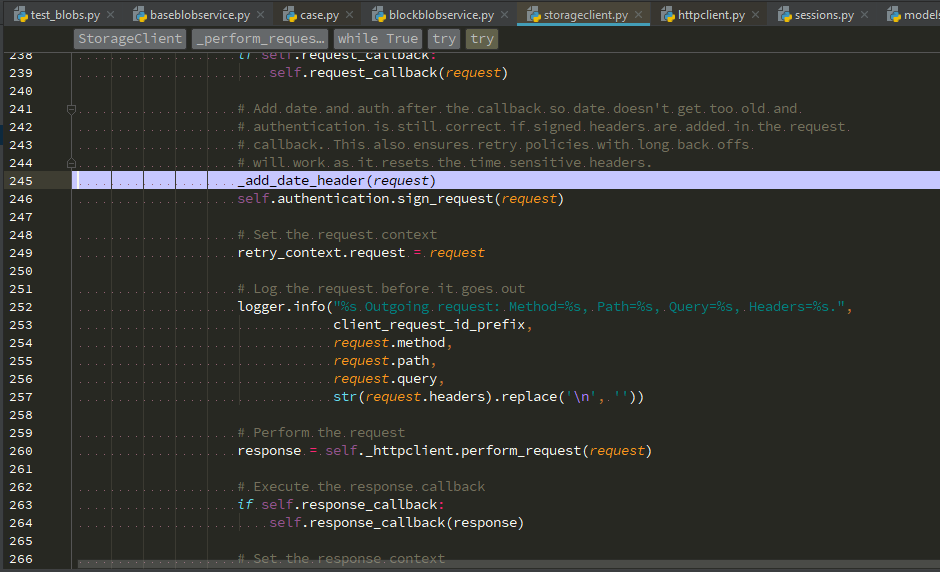 test_blobs.py × baseblobservice.py × case.py × blockblobservice.py × storageclient.py × httpclient.py × sessions.py × models
StorageClient _perform_reques… while True try try
238 if self.request_callback:
239 self.request_callback(request)
240
241 # Add date and auth after the callback so date doesn't get too old and
242 # authentication is still correct if signed headers are added in the request
243 # callback. This also ensures retry policies with long back offs
244 # will work as it resets the time sensitive headers.
245 _add_date_header(request)
246 self.authentication.sign_request(request)
247
248 # Set the request context
249 retry_context.request = request
250
251 # Log the request before it goes out
252 logger.info("%s Outgoing request: Method=%s, Path=%s, Query=%s, Headers=%s.",
253 client_request_id_prefix,
254 request.method,
255 request.path,
256 request.query,
257 str(request.headers).replace('\n', ''))
258
259 # Perform the request
260 response = self._httpclient.perform_request(request)
261
262 # Execute the response callback
263 if self.response_callback:
264 self.response_callback(response)
265
266 # Set the response context